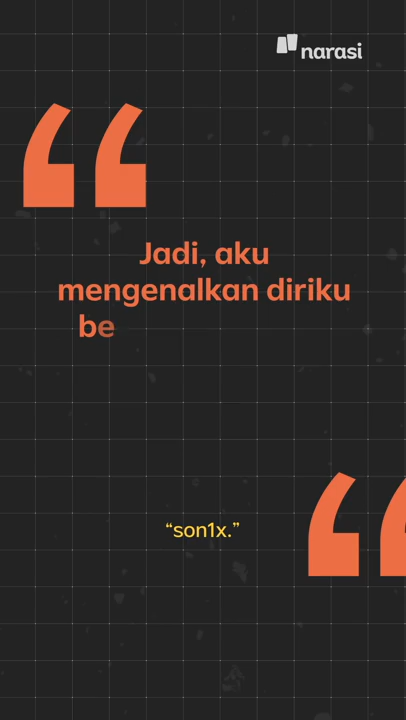 narasi
Jadi, aku
mengenalkan diriku
be
“son1x.”